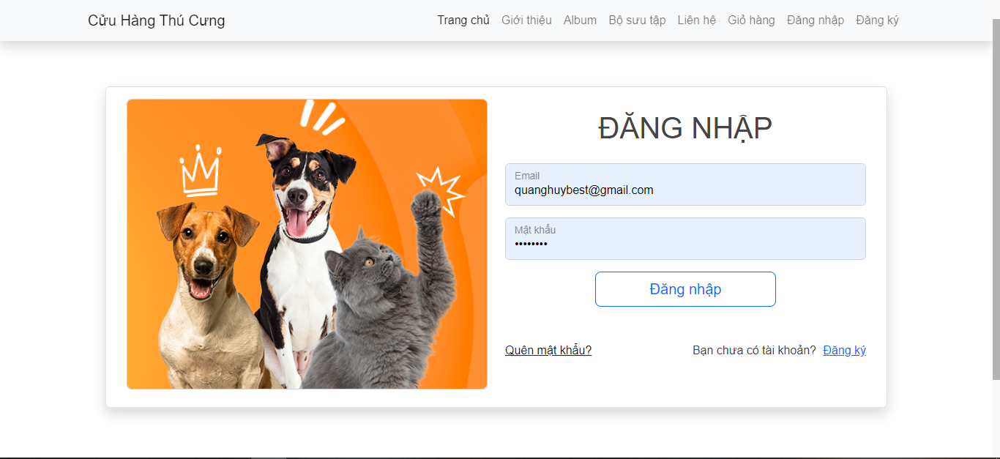 Cửu Hàng Thú Cưng
Trang chủ Giới thiệu Album Bộ sưu tập Liên hệ Giỏ hàng Đăng nhập Đăng ký
ĐĂNG NHẬP
Email
quanghuybest@gmail.com
Mật khẩu
••••••••
Đăng nhập
Quên mật khẩu? Bạn chưa có tài khoản? Đăng ký